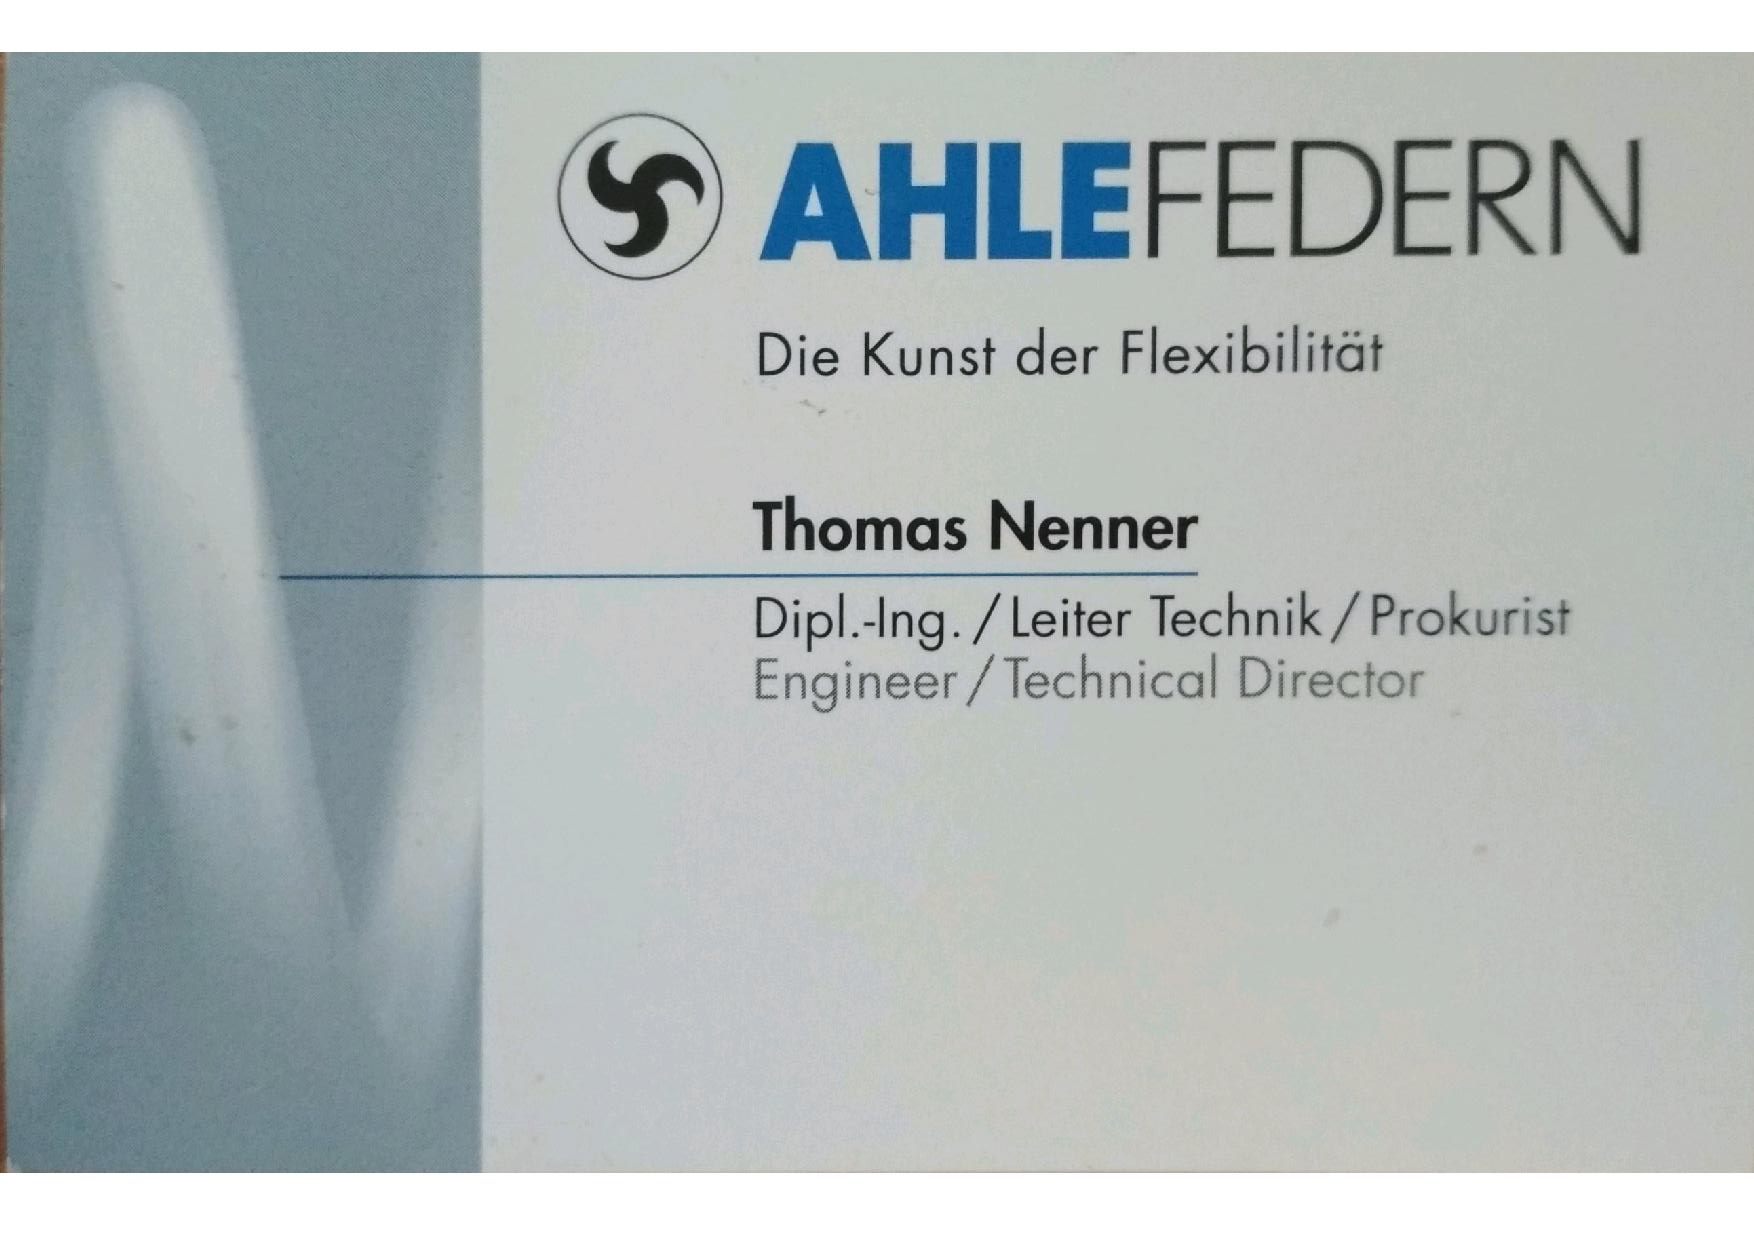 AHLEFEDERN
Die Kunst der Flexibilität
Thomas Nenner
Dipl.-Ing. / Leiter Technik / Prokurist
Engineer / Technical Director